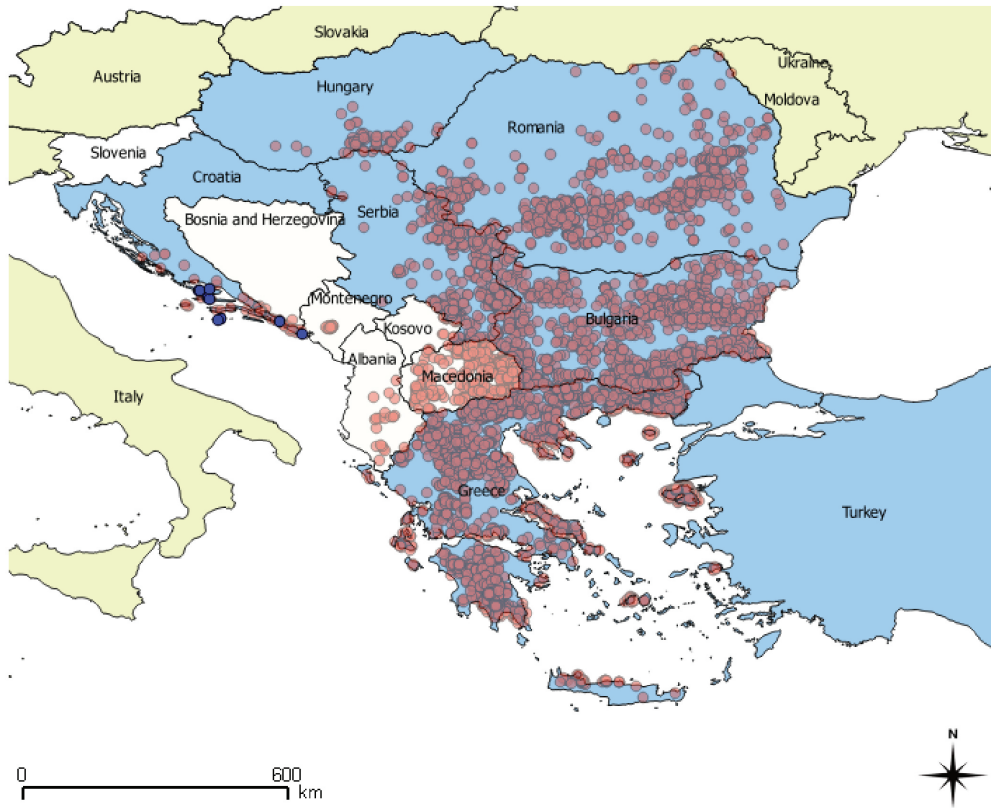 Slovakia
Austria
Ukraine
Hungary
Moldova
Romania
Slovenia
Croatia
Serbia
Bosnia and Herzegovina
Montenegro
Kosovo
Bulgaria
Albania
Macedonia
Italy
Greece
Turkey
N
0 600
km